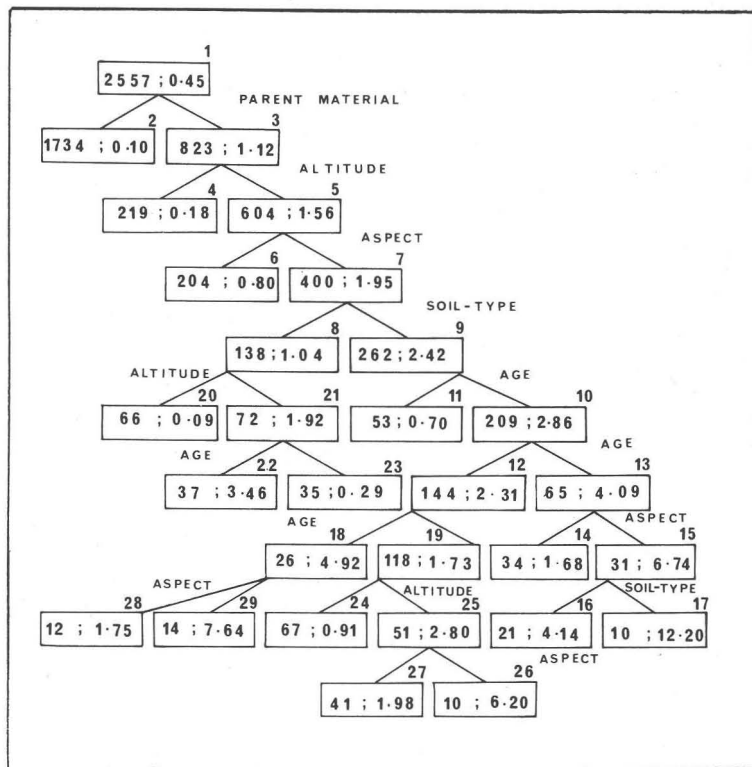 1
2557 ; 0·45
PARENT MATERIAL
2 3
1734 ; 0·10 823 ; 1·12
ALTITUDE
4 5
219 ; 0·18 604 ; 1·56
ASPECT
6 7
204 ; 0·80 400 ; 1·95
SOIL-TYPE
8 9
138 ; 1·04 262 ; 2·42
ALTITUDE AGE
20 21 11 10
66 ; 0·09 72 ; 1·92 53 ; 0·70 209 ; 2·86
AGE AGE
22 23 12 13
37 ; 3·46 35 ; 0·29 144 ; 2·31 65 ; 4·09
AGE ASPECT
18 19 14 15
26 ; 4·92 118 ; 1·73 34 ; 1·68 31 ; 6·74
ASPECT ALTITUDE SOIL-TYPE
28 29 24 25 16 17
12 ; 1·75 14 ; 7·64 67 ; 0·91 51 ; 2·80 21 ; 4·14 10 ; 12·20
ASPECT
27 26
41 ; 1·98 10 ; 6·20